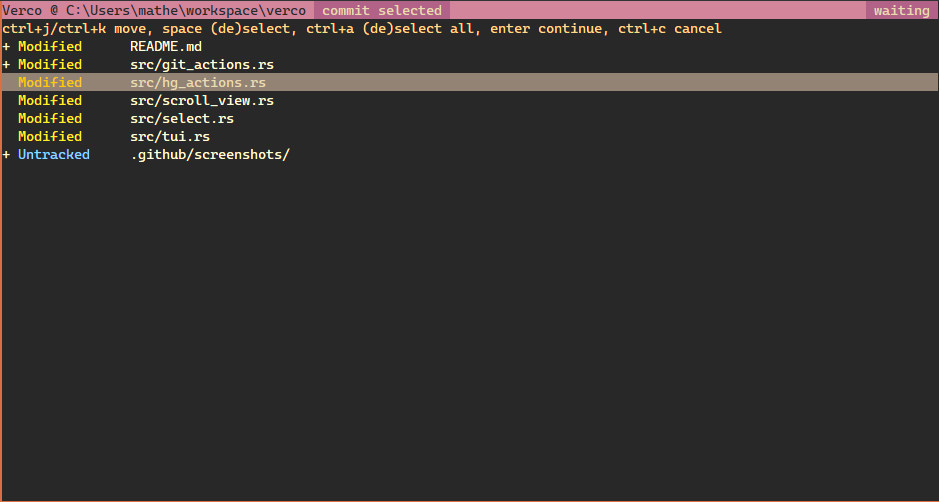 Verco @ C:\Users\mathe\workspace\verco commit selected waiting
ctrl+j/ctrl+k move, space (de)select, ctrl+a (de)select all, enter continue, ctrl+c cancel
+ Modified README.md
+ Modified src/git_actions.rs
Modified src/hg_actions.rs
Modified src/scroll_view.rs
Modified src/select.rs
Modified src/tui.rs
+ Untracked .github/screenshots/